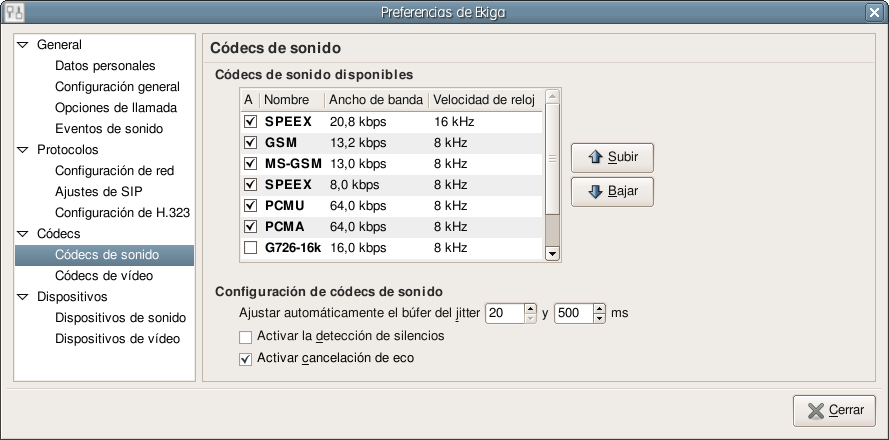 Preferencias de Ekiga
General
Datos personales
Configuración general
Opciones de llamada
Eventos de sonido
Protocolos
Configuración de red
Ajustes de SIP
Configuración de H.323
Códecs
Códecs de sonido
Códecs de vídeo
Dispositivos
Dispositivos de sonido
Dispositivos de vídeo
Códecs de sonido
Códecs de sonido disponibles
A Nombre Ancho de banda Velocidad de reloj
SPEEX 20,8 kbps 16 kHz
GSM 13,2 kbps 8 kHz
MS-GSM 13,0 kbps 8 kHz
SPEEX 8,0 kbps 8 kHz
PCMU 64,0 kbps 8 kHz
PCMA 64,0 kbps 8 kHz
G726-16k 16,0 kbps 8 kHz
Subir
Bajar
Configuración de códecs de sonido
Ajustar automáticamente el búfer del jitter 20 y 500 ms
Activar la detección de silencios
Activar cancelación de eco
Cerrar